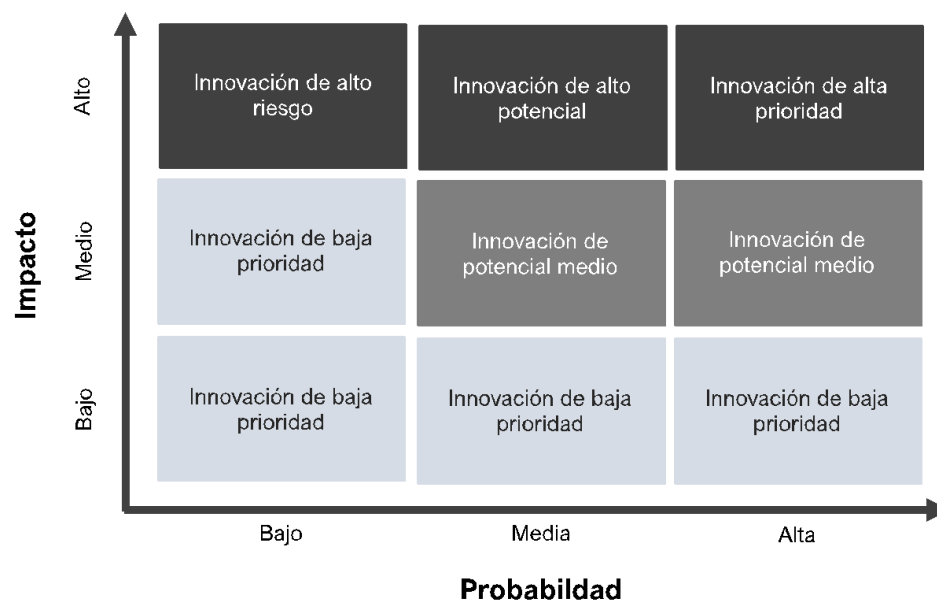 Impacto
Alto
Innovación de alto
riesgo
Innovación de alto
potencial
Innovación de alta
prioridad
Medio
Innovación de baja
prioridad
Innovación de
potencial medio
Innovación de
potencial medio
Bajo
Innovación de baja
prioridad
Innovación de baja
prioridad
Innovación de baja
prioridad
Bajo
Media
Alta
Probabildad